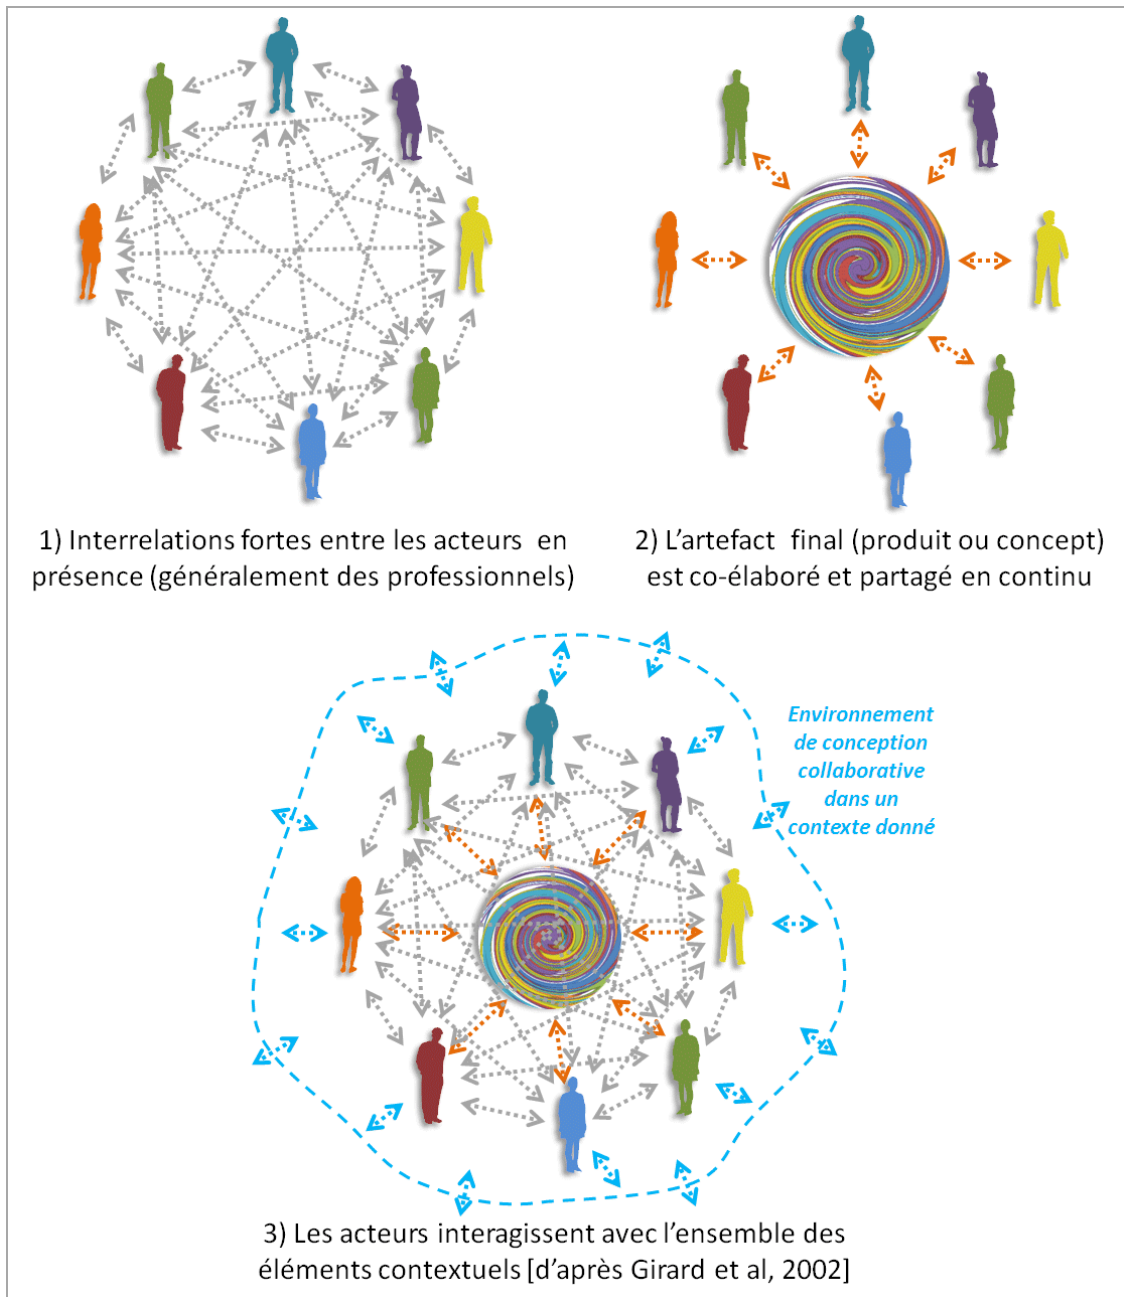 1) Interrelations fortes entre les acteurs en
présence (généralement des professionnels)
2) L'artefact final (produit ou concept)
est co-élaboré et partagé en continu
Environnement
de conception
collaborative
dans un
contexte donné
3) Les acteurs interagissent avec l'ensemble des
éléments contextuels [d'après Girard et al, 2002]